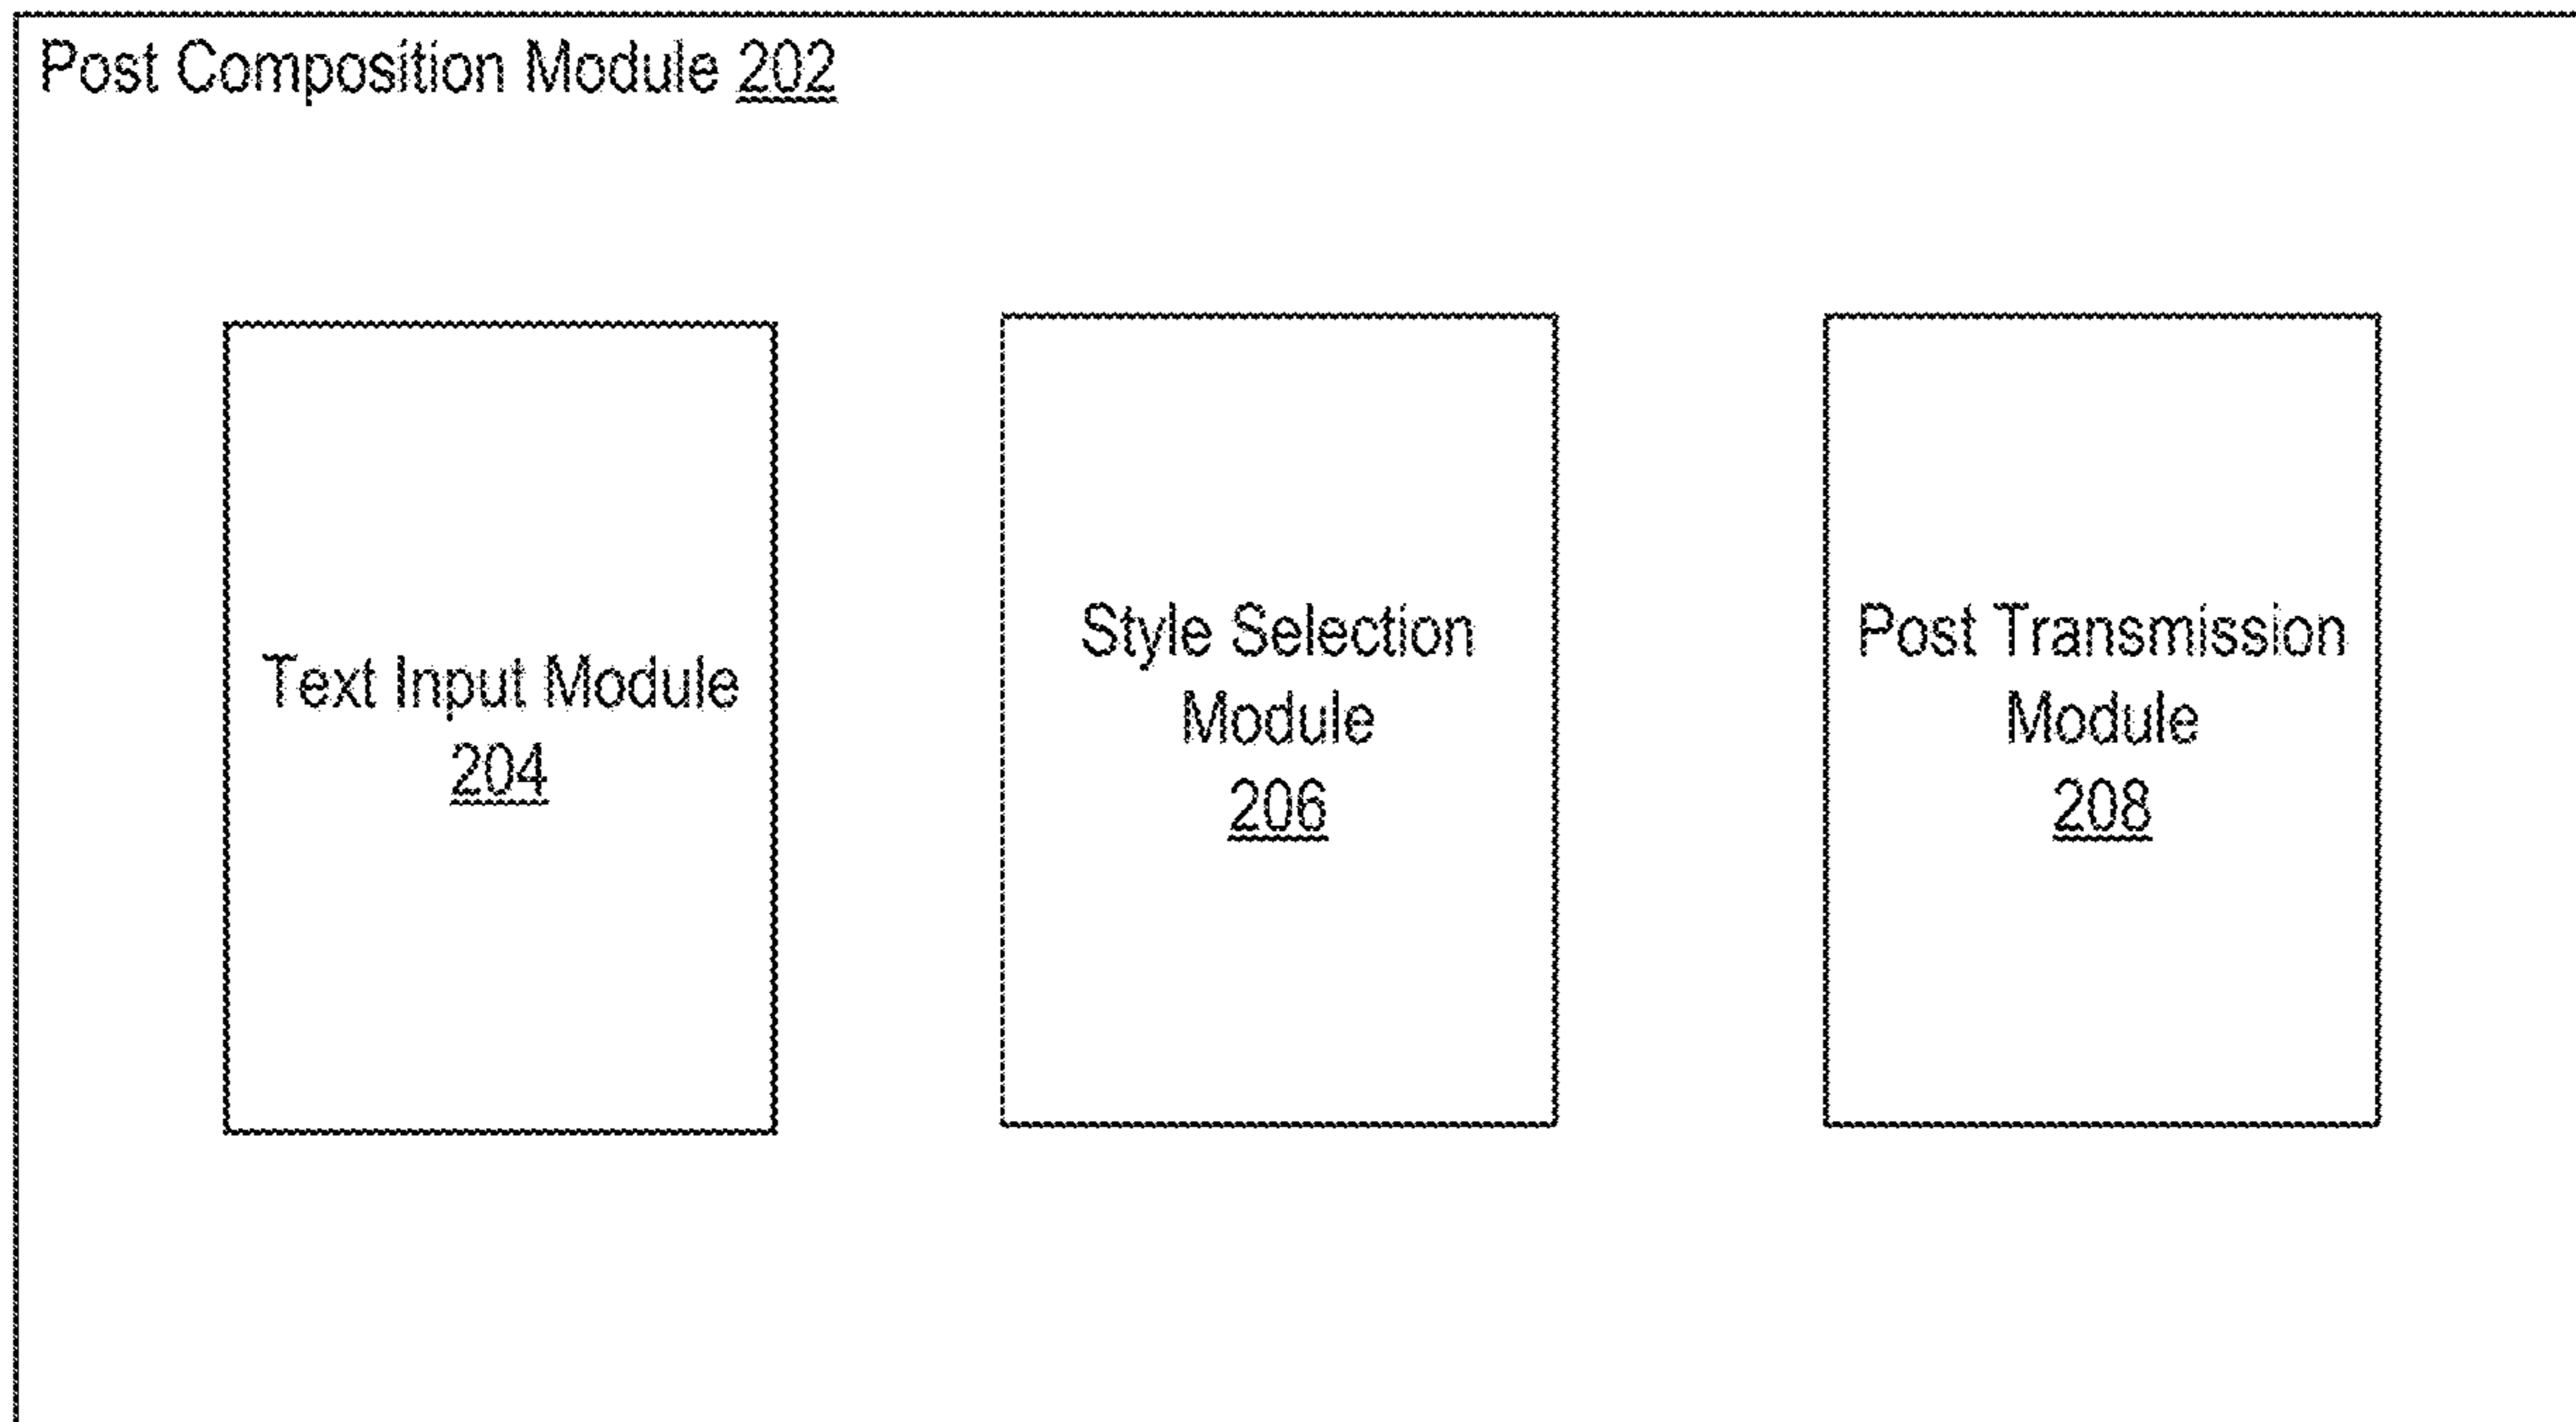 Post Composition Module 202
Text Input Module
204
Style Selection
Module
206
Post Transmission
Module
208